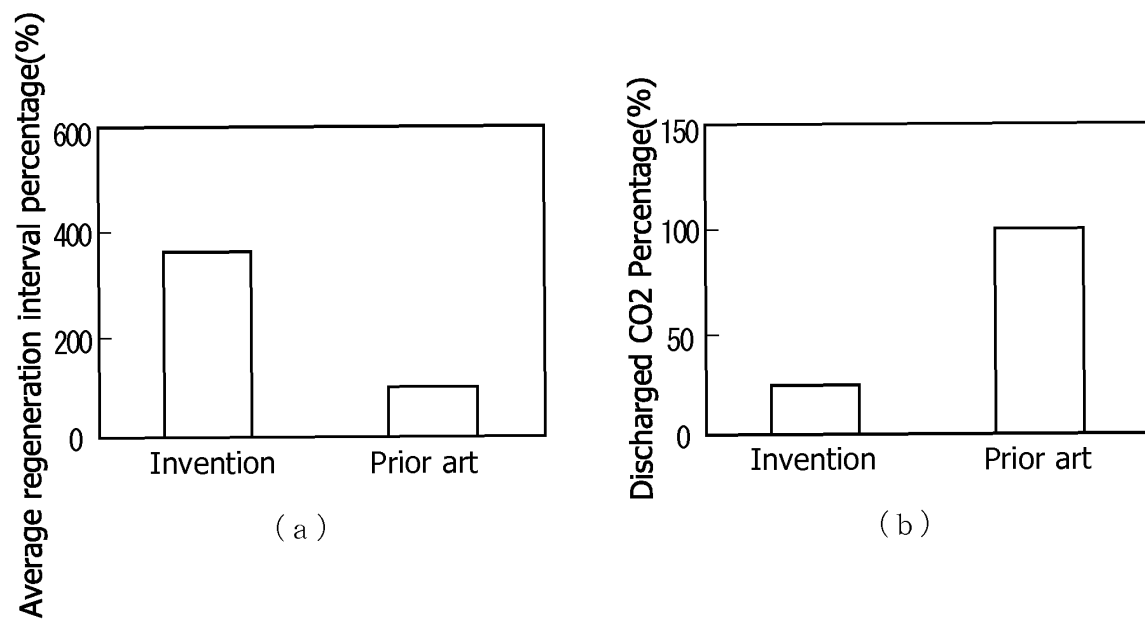 Average regeneration interval percentage(%)
600
400
200
0
Invention
Prior art
(a)
Discharged CO2 Percentage(%)
150
100
50
0
Invention
Prior art
(b)